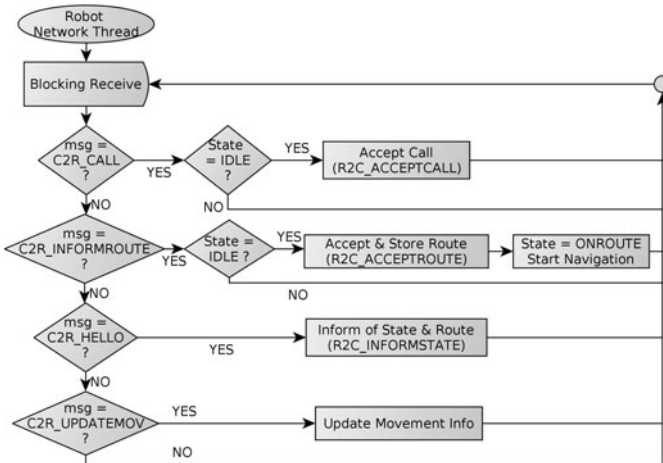 Robot
Network Thread
Blocking Receive
msg =
C2R_CALL
?
YES
State
= IDLE
?
YES
Accept Call
(R2C_ACCEPTCALL)
NO
NO
msg =
C2R_INFORMROUTE
?
YES
State =
IDLE ?
YES
Accept & Store Route
(R2C_ACCEPTROUTE)
State = ONROUTE
Start Navigation
NO
NO
msg =
C2R_HELLO
?
YES
Inform of State & Route
(R2C_INFORMSTATE)
NO
msg =
C2R_UPDATEMOV
?
YES
Update Movement Info
NO